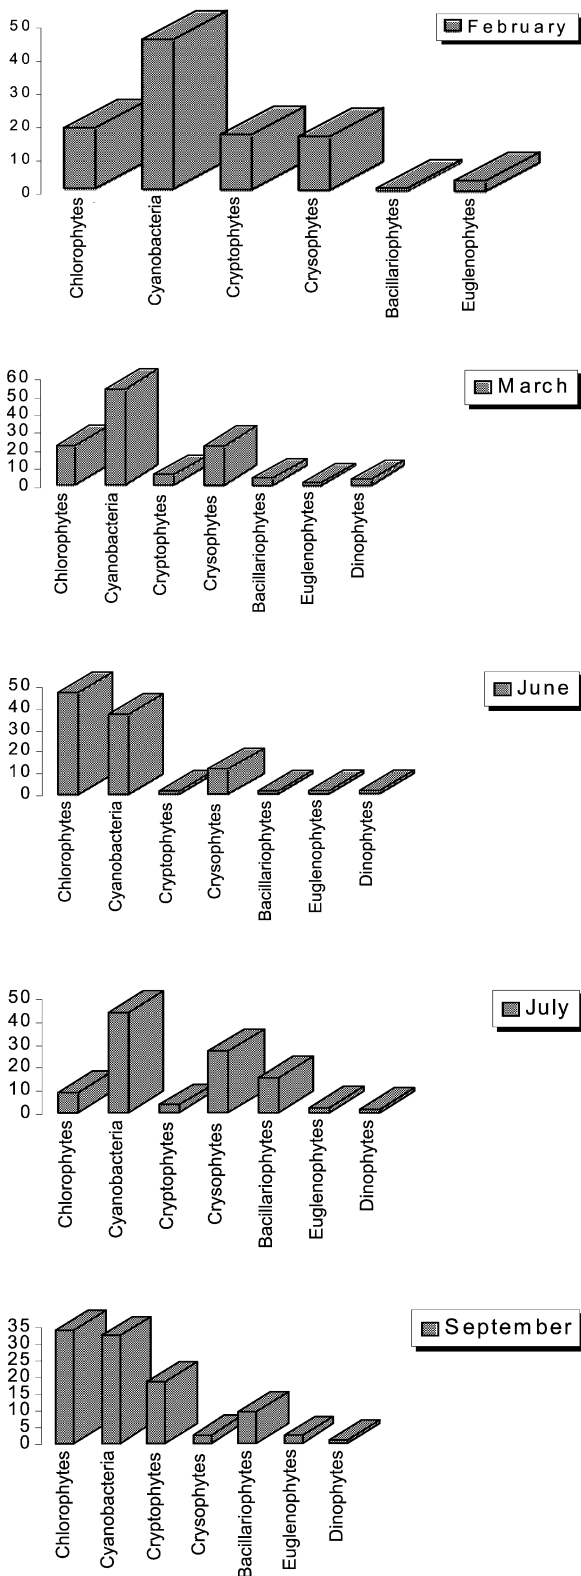 February
50
40
30
20
10
0
Chlorophytes
Cyanobacteria
Cryptophytes
Crysophytes
Bacillariophytes
Euglenophytes
March
60
50
40
30
20
10
0
Chlorophytes
Cyanobacteria
Cryptophytes
Crysophytes
Bacillariophytes
Euglenophytes
Dinophytes
June
50
40
30
20
10
0
Chlorophytes
Cyanobacteria
Cryptophytes
Crysophytes
Bacillariophytes
Euglenophytes
Dinophytes
July
50
40
30
20
10
0
Chlorophytes
Cyanobacteria
Cryptophytes
Crysophytes
Bacillariophytes
Euglenophytes
Dinophytes
September
35
30
25
20
15
10
5
0
Chlorophytes
Cyanobacteria
Cryptophytes
Crysophytes
Bacillariophytes
Euglenophytes
Dinophytes